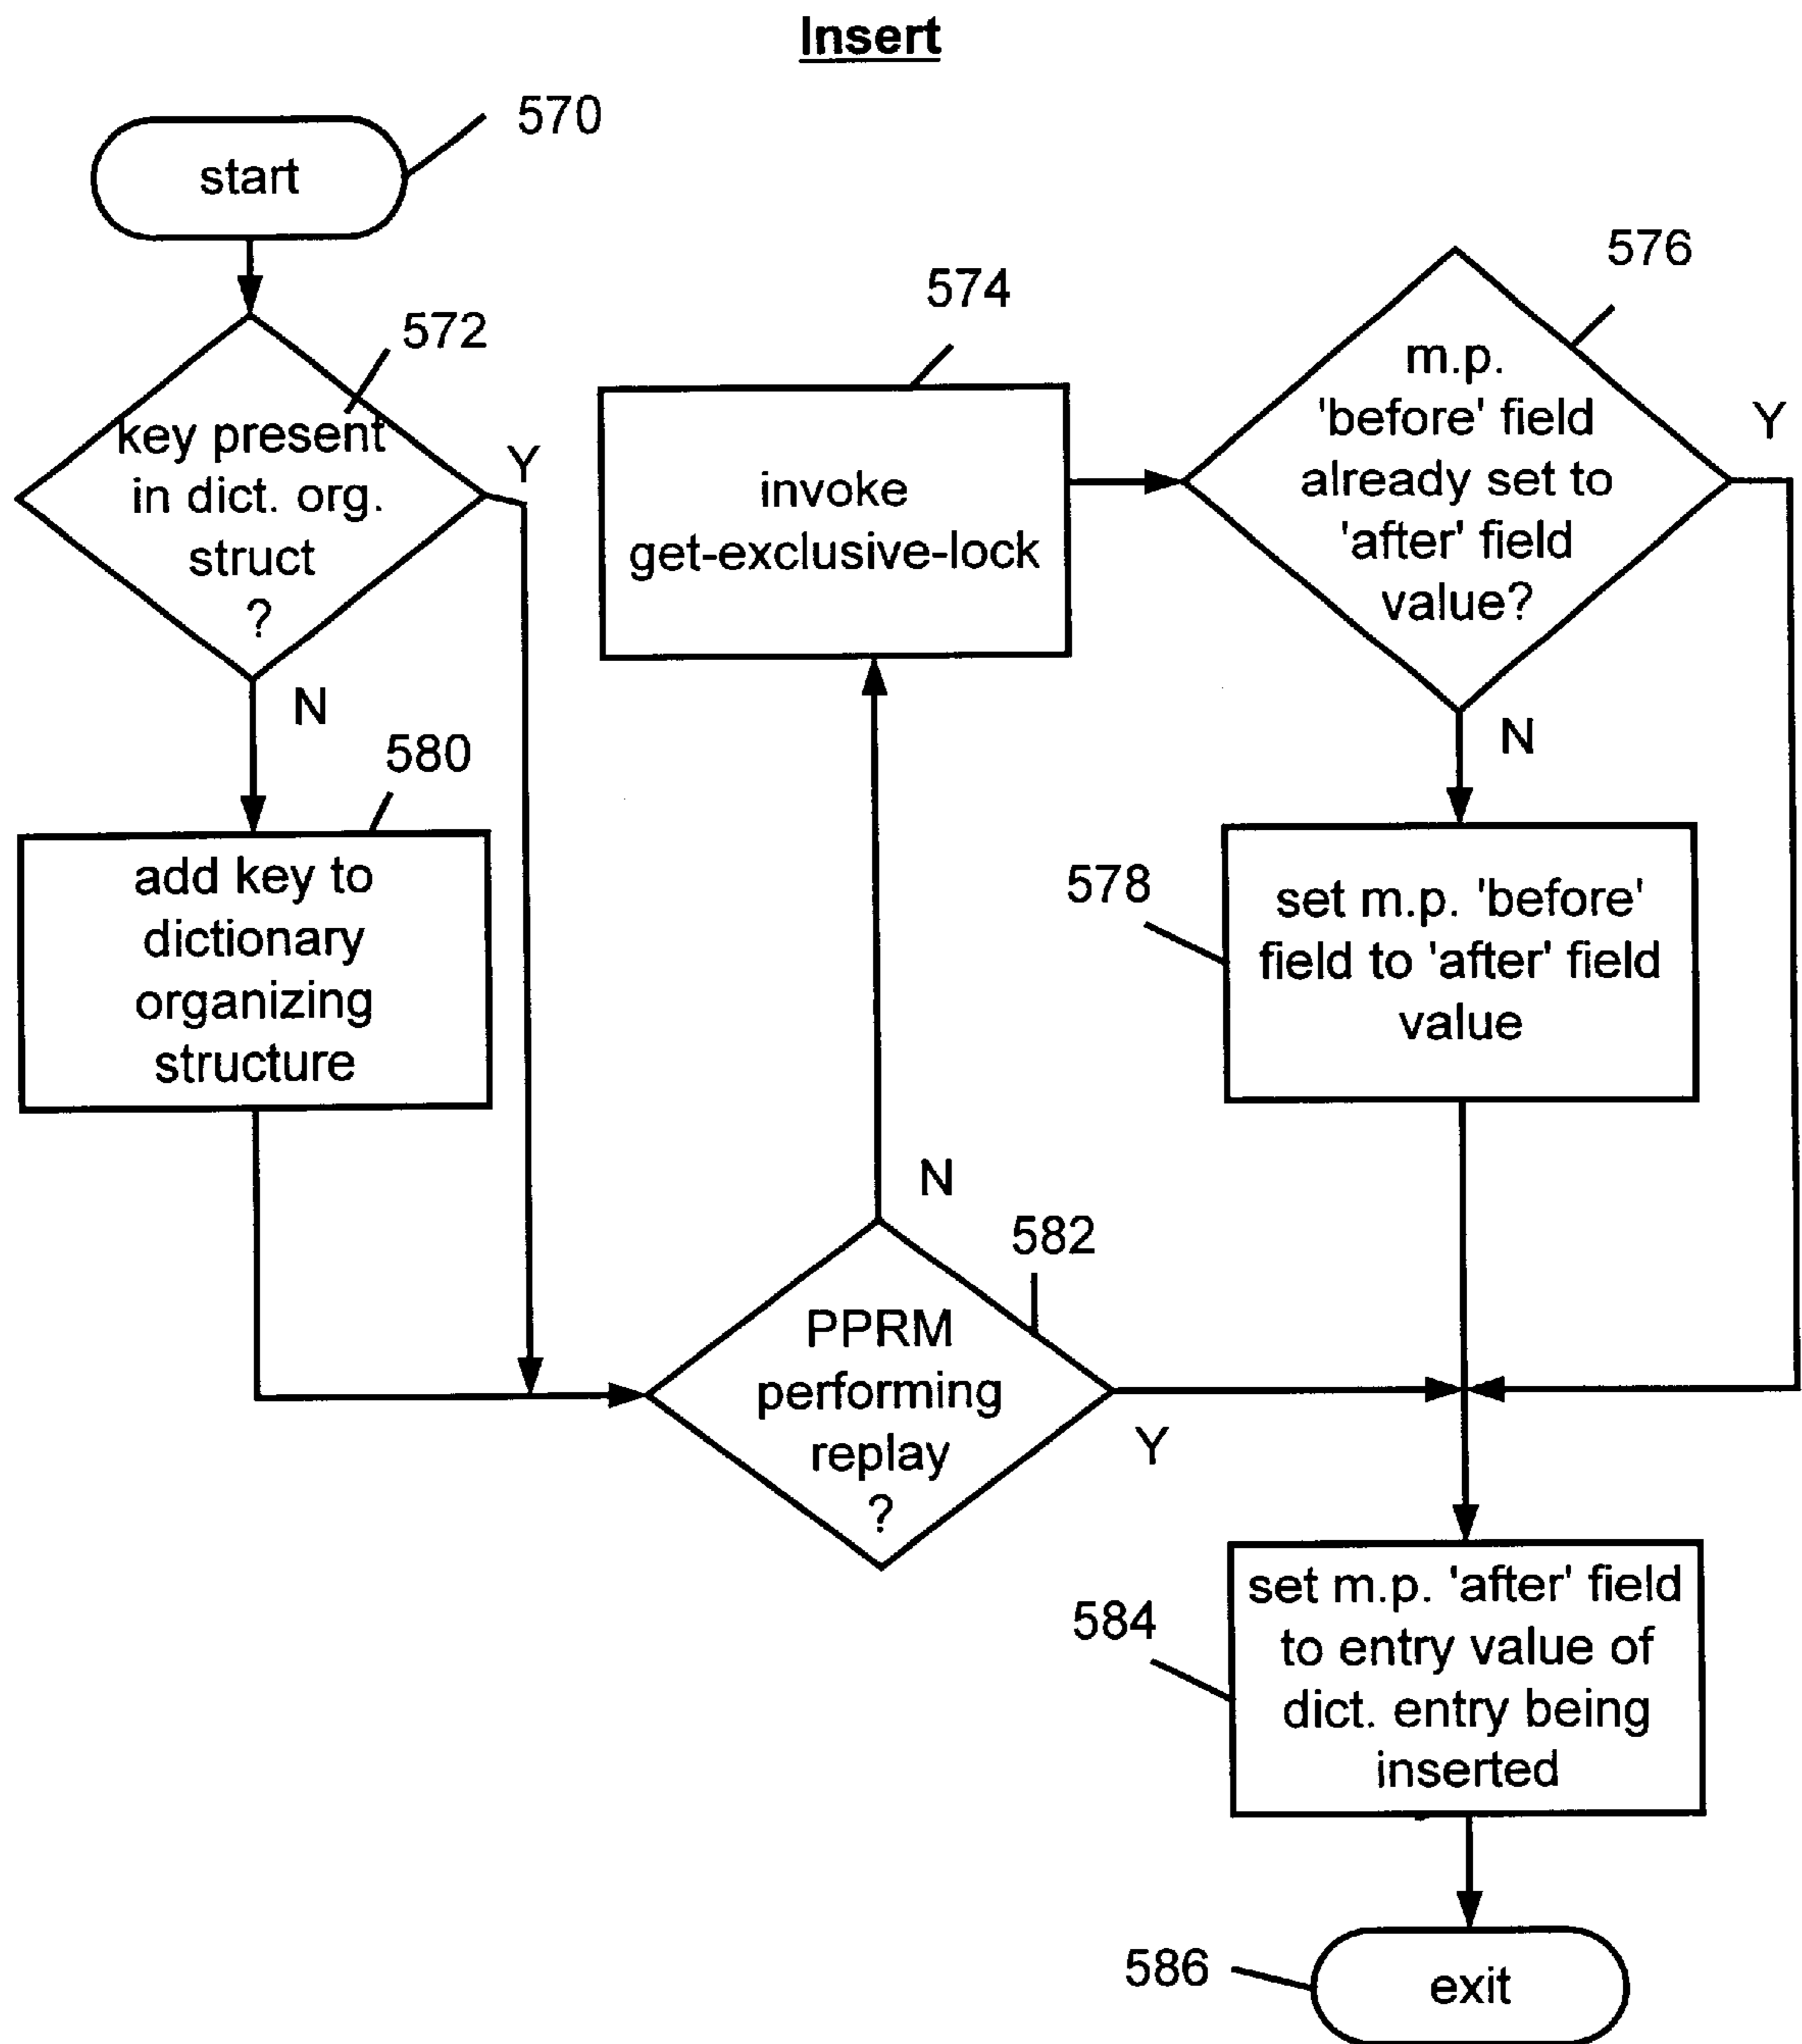 Insert
570
start
572
key present
in dict. org.
struct
?
Y
N
580
add key to
dictionary
organizing
structure
574
invoke
get-exclusive-lock
576
m.p.
'before' field
already set to
'after' field
value?
Y
N
578
set m.p. 'before'
field to 'after' field
value
N
582
PPRM
performing
replay
?
Y
584
set m.p. 'after' field
to entry value of
dict. entry being
inserted
586
exit